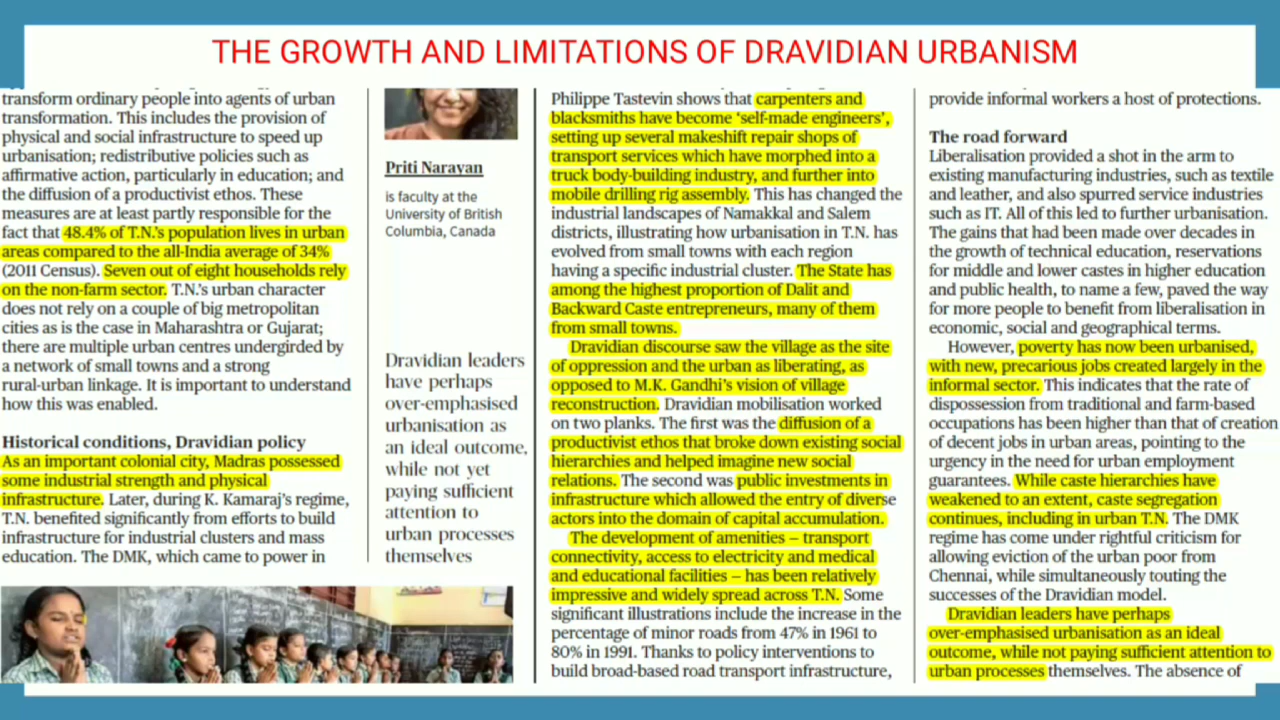 THE GROWTH AND LIMITATIONS OF DRAVIDIAN URBANISM
transform ordinary people into agents of urban
transformation. This includes the provision of
physical and social infrastructure to speed up
urbanisation; redistributive policies such as
affirmative action, particularly in education; and
the diffusion of a productivist ethos. These
measures are at least partly responsible for the
fact that 48.4% of T.N.'s population lives in urban
areas compared to the all-India average of 34%
(2011 Census). Seven out of eight households rely
on the non-farm sector. T.N.'s urban character
does not rely on a couple of big metropolitan
cities as is the case in Maharashtra or Gujarat;
there are multiple urban centres undergirded by
a network of small towns and a strong
rural-urban linkage. It is important to understand
how this was enabled.
Historical conditions, Dravidian policy
As an important colonial city, Madras possessed
some industrial strength and physical
infrastructure. Later, during K. Kamaraj's regime,
T.N. benefited significantly from efforts to build
infrastructure for industrial clusters and mass
education. The DMK, which came to power in
Priti Narayan
is faculty at the
University of British
Columbia, Canada
Dravidian leaders
have perhaps
over-emphasised
urbanisation as
an ideal outcome,
while not yet
paying sufficient
attention to
urban processes
themselves
Philippe Tastevin shows that carpenters and
blacksmiths have become 'self-made engineers',
setting up several makeshift repair shops of
transport services which have morphed into a
truck body-building industry, and further into
mobile drilling rig assembly. This has changed the
industrial landscapes of Namakkal and Salem
districts, illustrating how urbanisation in T.N. has
evolved from small towns with each region
having a specific industrial cluster. The State has
among the highest proportion of Dalit and
Backward Caste entrepreneurs, many of them
from small towns.
Dravidian discourse saw the village as the site
of oppression and the urban as liberating, as
opposed to M.K. Gandhi's vision of village
reconstruction. Dravidian mobilisation worked
on two planks. The first was the diffusion of a
productivist ethos that broke down existing social
hierarchies and helped imagine new social
relations. The second was public investments in
infrastructure which allowed the entry of diverse
actors into the domain of capital accumulation.
The development of amenities – transport
connectivity, access to electricity and medical
and educational facilities – has been relatively
impressive and widely spread across T.N. Some
significant illustrations include the increase in the
percentage of minor roads from 47% in 1961 to
80% in 1991. Thanks to policy interventions to
build broad-based road transport infrastructure,
provide informal workers a host of protections.
The road forward
Liberalisation provided a shot in the arm to
existing manufacturing industries, such as textile
and leather, and also spurred service industries
such as IT. All of this led to further urbanisation.
The gains that had been made over decades in
the growth of technical education, reservations
for middle and lower castes in higher education
and public health, to name a few, paved the way
for more people to benefit from liberalisation in
economic, social and geographical terms.
However, poverty has now been urbanised,
with new, precarious jobs created largely in the
informal sector. This indicates that the rate of
dispossession from traditional and farm-based
occupations has been higher than that of creation
of decent jobs in urban areas, pointing to the
urgency in the need for urban employment
guarantees. While caste hierarchies have
weakened to an extent, caste segregation
continues, including in urban T.N. The DMK
regime has come under rightful criticism for
allowing eviction of the urban poor from
Chennai, while simultaneously touting the
successes of the Dravidian model.
Dravidian leaders have perhaps
over-emphasised urbanisation as an ideal
outcome, while not paying sufficient attention to
urban processes themselves. The absence of